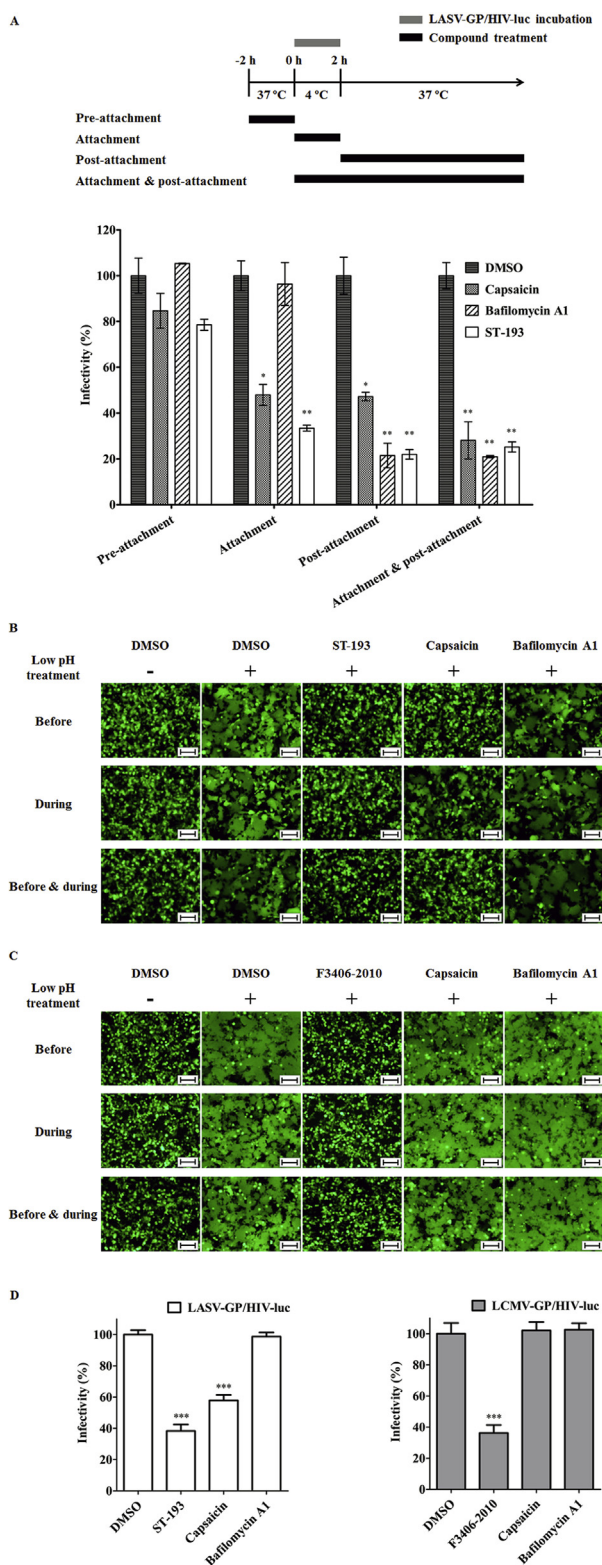 A
LASV-GP/HIV-luc incubation
Compound treatment
-2 h 0 h 2 h
37 ºC 4 ºC 37 ºC
Pre-attachment
Attachment
Post-attachment
Attachment & post-attachment
Infectivity (%)
120
100
80
60
40
20
0
DMSO
Capsaicin
Bafilomycin A1
ST-193
* ** * ** ** ** ** **
Pre-attachment
Attachment
Post-attachment
Attachment & post-attachment
B
DMSO DMSO ST-193 Capsaicin Bafilomycin A1
Low pH
treatment
- + + + +
Before
During
Before & during
C
DMSO DMSO F3406-2010 Capsaicin Bafilomycin A1
Low pH
treatment
- + + + +
Before
During
Before & during
D
LASV-GP/HIV-luc
Infectivity (%)
100
80
60
40
20
0
*** ***
DMSO
ST-193
Capsaicin
Bafilomycin A1
LCMV-GP/HIV-luc
Infectivity (%)
100
80
60
40
20
0
***
DMSO
F3406-2010
Capsaicin
Bafilomycin A1